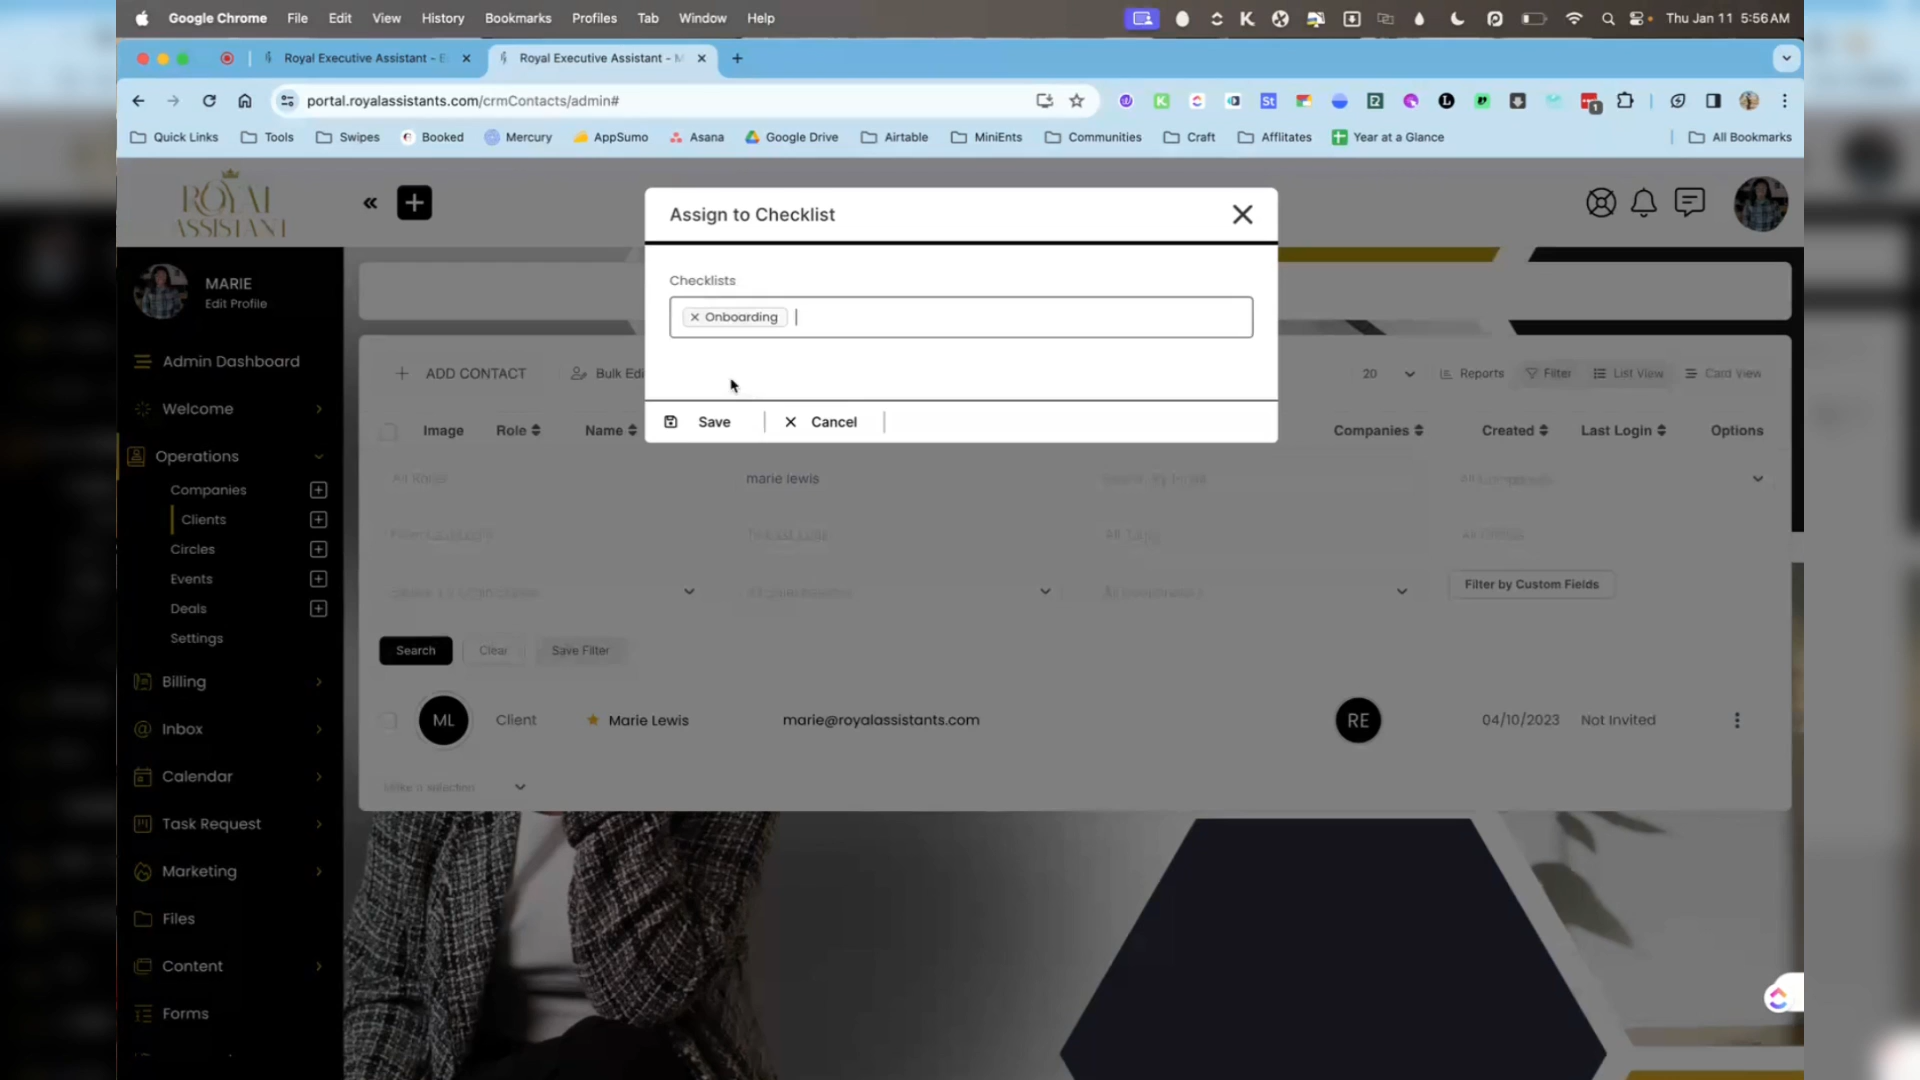 Google Chrome File Edit View History Bookmarks Profiles Tab Window Help Thu Jan 11 5:56 AM
Royal Executive Assistant - Royal Executive Assistant -
portal.royalassistants.com/crmContacts/admin#
Quick Links Tools Swipes Booked Mercury AppSumo Asana Google Drive Airtable MiniEnts Communities Craft Afflitates Year at a Glance All Bookmarks
ROYAL
ASSISTANT
Assign to Checklist
Checklists
Onboarding
Save Cancel
MARIE
Edit Profile
Admin Dashboard
Welcome
Operations
Companies
Clients
Circles
Events
Deals
Settings
Billing
Inbox
Calendar
Task Request
Marketing
Files
Content
Forms
ADD CONTACT Bulk Edi 20 Reports Filter List View Card View
Image Role Name Companies Created Last Login Options
marie lewis
Filter by Custom Fields
Search Clear Save Filter
ML Client Marie Lewis marie@royalassistants.com RE 04/10/2023 Not Invited